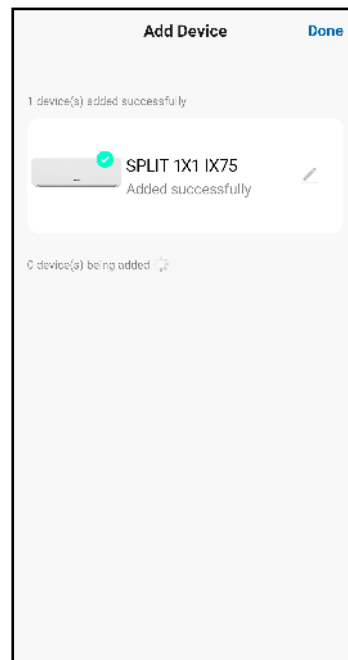 Add Device
Done
1 device(s) added successfully
SPLIT 1X1 IX75
Added successfully
0 device(s) being added